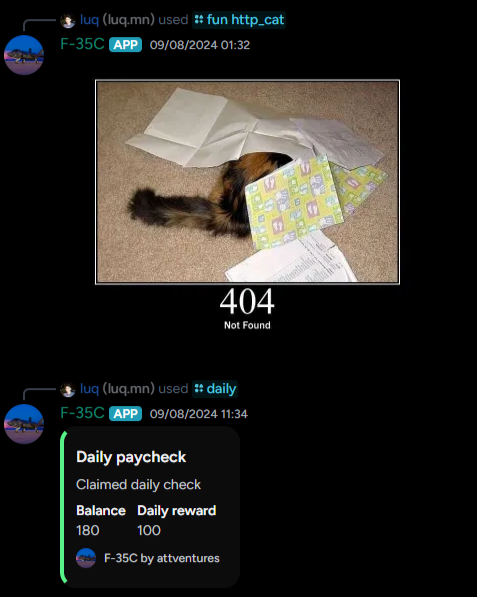 luq (luq.mn) used fun http_cat
F-35C APP 09/08/2024 01:32
404
Not Found
luq (luq.mn) used daily
F-35C APP 09/08/2024 11:34
Daily paycheck
Claimed daily check
Balance Daily reward
180 100
F-35C by attventures